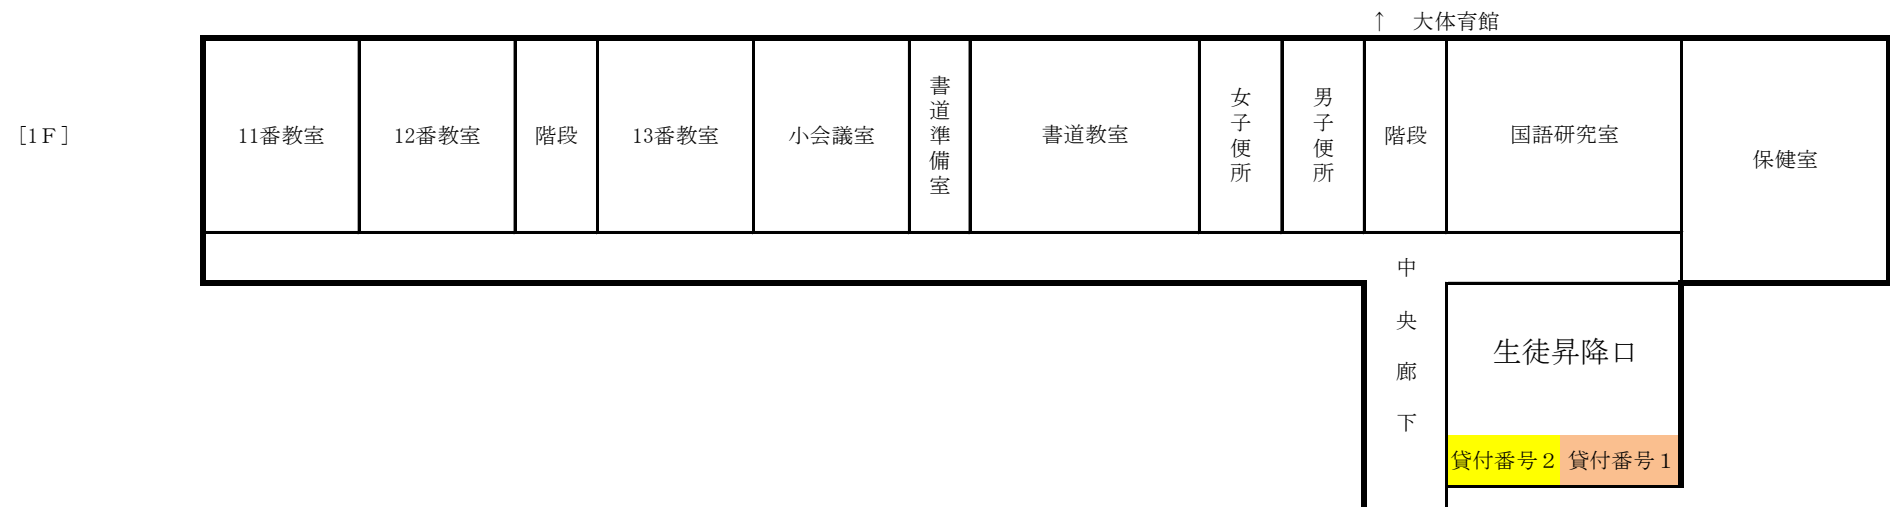 ↑　大体育館
[1F]
11番教室
12番教室
階段
13番教室
小会議室
書道準備室
書道教室
女子便所
男子便所
階段
国語研究室
保健室
中央廊下
生徒昇降口
貸付番号２
貸付番号１